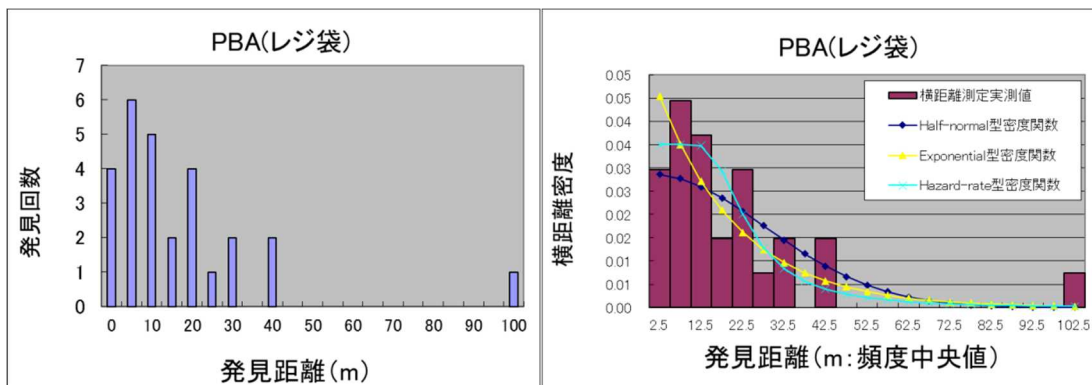 PBA(レジ袋)
発見回数
7
6
5
4
3
2
1
0
0 10 20 30 40 50 60 70 80 90 100
発見距離(m)
PBA(レジ袋)
横距離密度
0.05
0.05
0.04
0.04
0.03
0.03
0.02
0.02
0.01
0.01
0.00
横距離測定実測値
Half-normal型密度関数
Exponential型密度関数
Hazard-rate型密度関数
2.5 12.5 22.5 32.5 42.5 52.5 62.5 72.5 82.5 92.5 102.5
発見距離(m:頻度中央値)